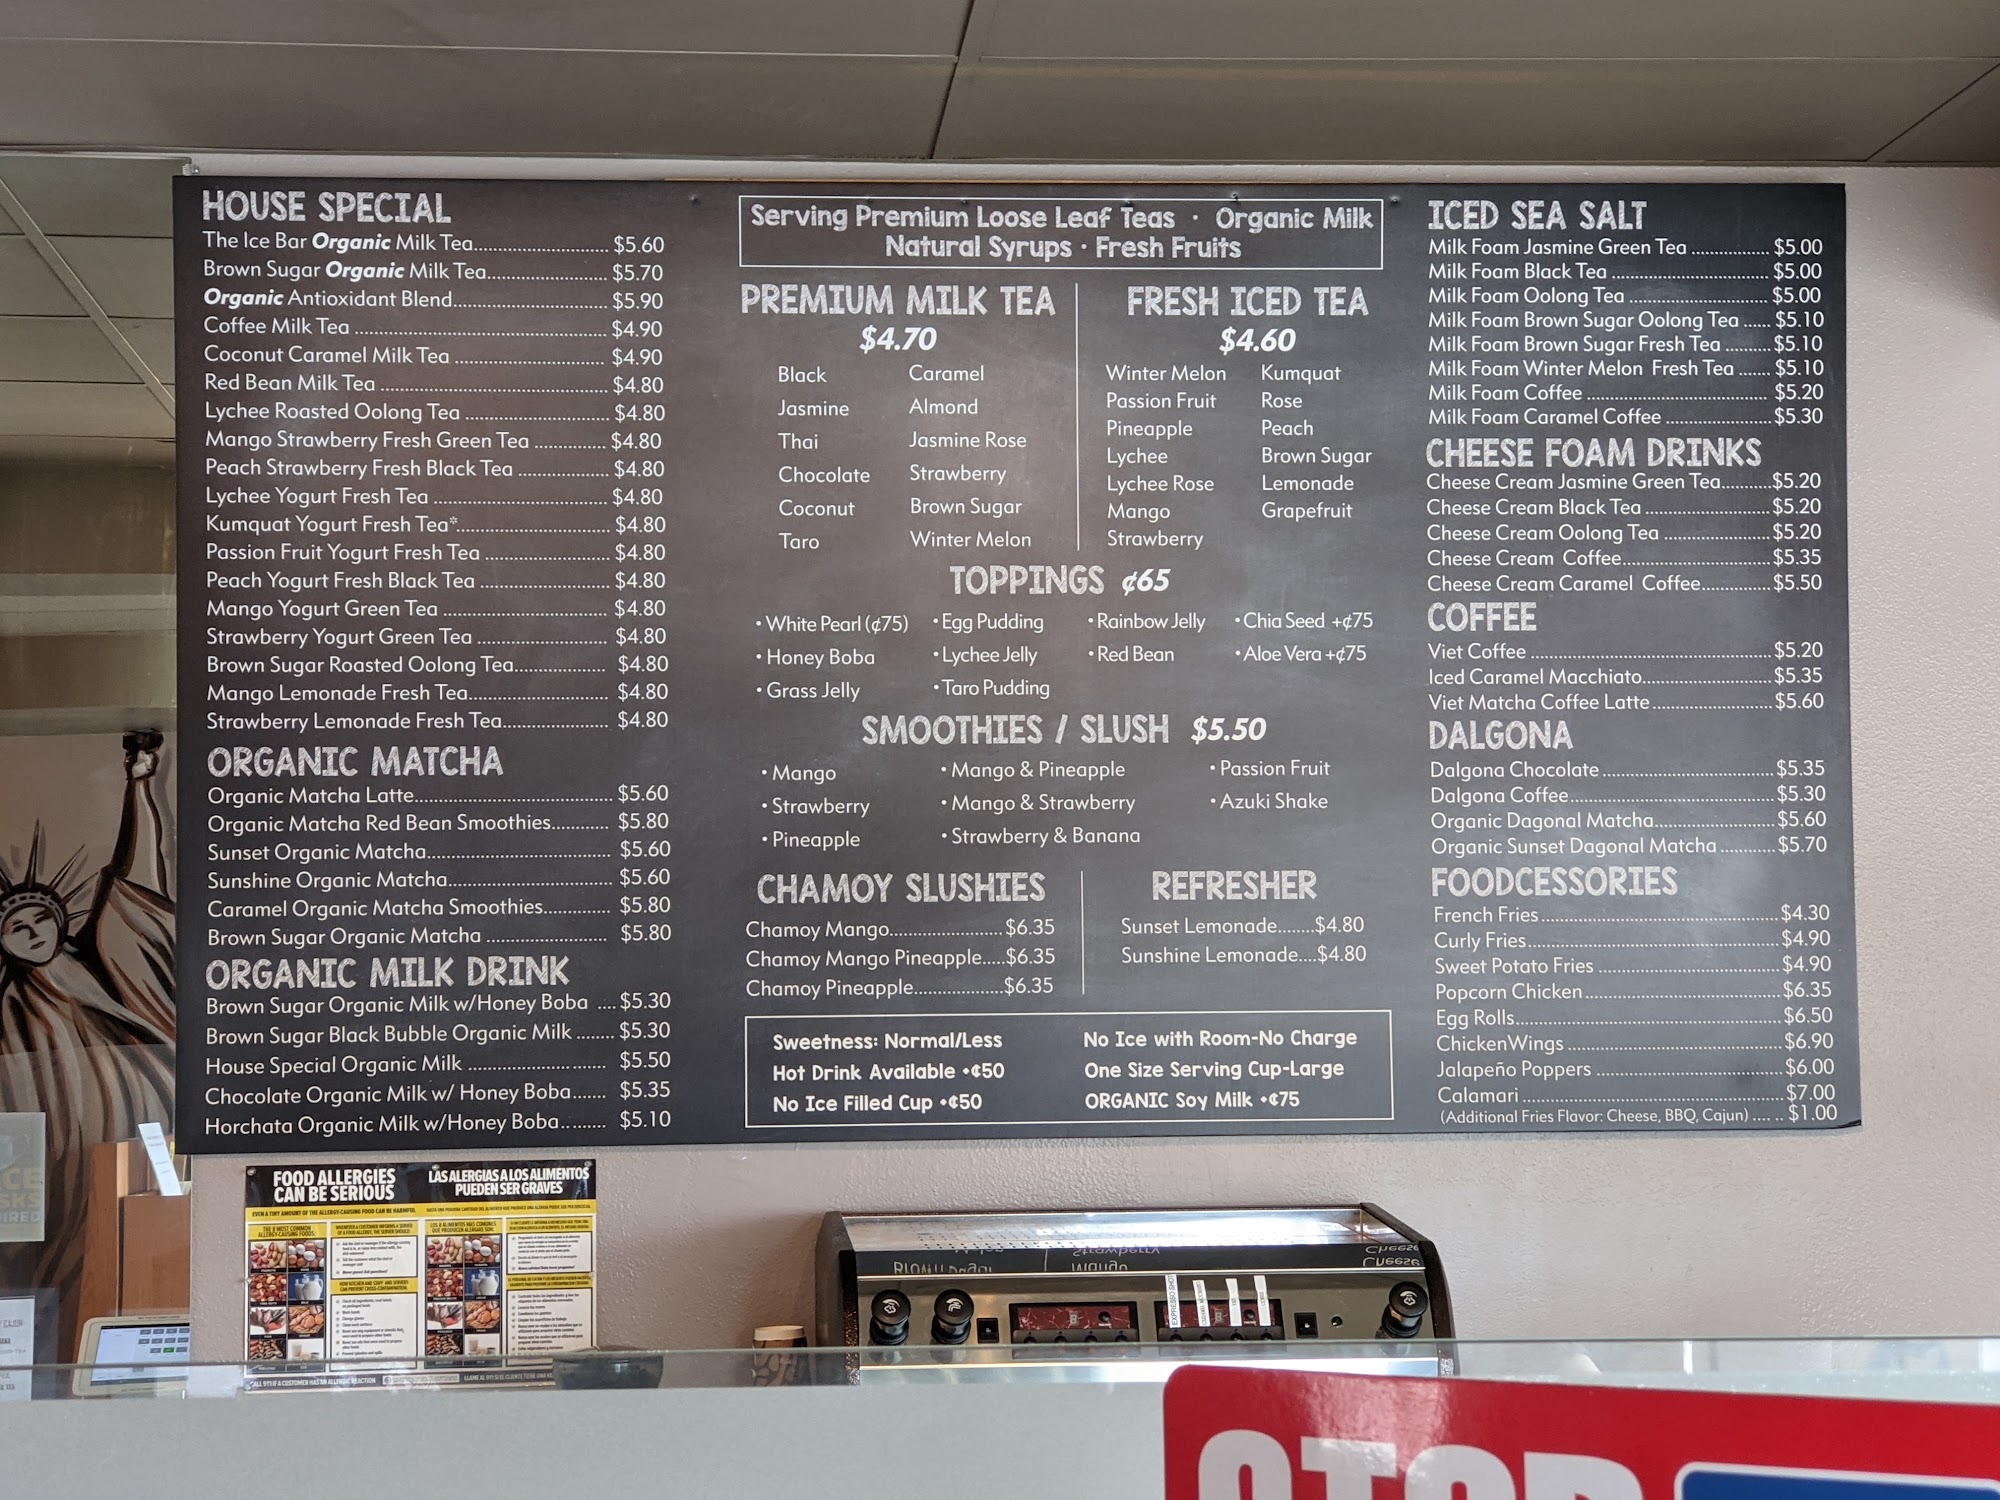 HOUSE SPECIAL
The Ice Bar Organic Milk Tea............................ $5.60
Brown Sugar Organic Milk Tea......................... $5.70
Organic Antioxidant Blend................................ $5.90
Coffee Milk Tea .................................................... $4.90
Coconut Caramel Milk Tea ............................... $4.90
Red Bean Milk Tea .............................................. $4.80
Lychee Roasted Oolong Tea ............................. $4.80
Mango Strawberry Fresh Green Tea ............... $4.80
Peach Strawberry Fresh Black Tea .................. $4.80
Lychee Yogurt Fresh Tea ................................... $4.80
Kumquat Yogurt Fresh Tea*............................... $4.80
Passion Fruit Yogurt Fresh Tea ......................... $4.80
Peach Yogurt Fresh Black Tea .......................... $4.80
Mango Yogurt Green Tea ................................. $4.80
Strawberry Yogurt Green Tea .......................... $4.80
Brown Sugar Roasted Oolong Tea................... $4.80
Mango Lemonade Fresh Tea............................ $4.80
Strawberry Lemonade Fresh Tea..................... $4.80
ORGANIC MATCHA
Organic Matcha Latte........................................ $5.60
Organic Matcha Red Bean Smoothies............ $5.80
Sunset Organic Matcha..................................... $5.60
Sunshine Organic Matcha................................. $5.60
Caramel Organic Matcha Smoothies.............. $5.80
Brown Sugar Organic Matcha ......................... $5.80
ORGANIC MILK DRINK
Brown Sugar Organic Milk w/Honey Boba .... $5.30
Brown Sugar Black Bubble Organic Milk ........ $5.30
House Special Organic Milk ............................. $5.50
Chocolate Organic Milk w/ Honey Boba....... $5.35
Horchata Organic Milk w/Honey Boba......... $5.10
Serving Premium Loose Leaf Teas · Organic Milk
Natural Syrups · Fresh Fruits
PREMIUM MILK TEA
$4.70
Black Caramel
Jasmine Almond
Thai Jasmine Rose
Chocolate Strawberry
Coconut Brown Sugar
Taro Winter Melon
FRESH ICED TEA
$4.60
Winter Melon Kumquat
Passion Fruit Rose
Pineapple Peach
Lychee Brown Sugar
Lychee Rose Lemonade
Mango Grapefruit
Strawberry
TOPPINGS ¢65
• White Pearl (¢75) • Egg Pudding • Rainbow Jelly • Chia Seed +¢75
• Honey Boba • Lychee Jelly • Red Bean • Aloe Vera +¢75
• Grass Jelly • Taro Pudding
SMOOTHIES / SLUSH $5.50
• Mango • Mango & Pineapple • Passion Fruit
• Strawberry • Mango & Strawberry • Azuki Shake
• Pineapple • Strawberry & Banana
CHAMOY SLUSHIES
Chamoy Mango........................$6.35
Chamoy Mango Pineapple.....$6.35
Chamoy Pineapple...................$6.35
REFRESHER
Sunset Lemonade........$4.80
Sunshine Lemonade....$4.80
Sweetness: Normal/Less No Ice with Room-No Charge
Hot Drink Available +¢50 One Size Serving Cup-Large
No Ice Filled Cup +¢50 ORGANIC Soy Milk +¢75
ICED SEA SALT
Milk Foam Jasmine Green Tea ................ $5.00
Milk Foam Black Tea ................................ $5.00
Milk Foam Oolong Tea ............................ $5.00
Milk Foam Brown Sugar Oolong Tea ...... $5.10
Milk Foam Brown Sugar Fresh Tea .......... $5.10
Milk Foam Winter Melon Fresh Tea ....... $5.10
Milk Foam Coffee ..................................... $5.20
Milk Foam Caramel Coffee ...................... $5.30
CHEESE FOAM DRINKS
Cheese Cream Jasmine Green Tea...........$5.20
Cheese Cream Black Tea ..........................$5.20
Cheese Cream Oolong Tea ......................$5.20
Cheese Cream Coffee...............................$5.35
Cheese Cream Caramel Coffee...............$5.50
COFFEE
Viet Coffee ..................................................$5.20
Iced Caramel Macchiato...........................$5.35
Viet Matcha Coffee Latte .........................$5.60
DALGONA
Dalgona Chocolate ...................................$5.35
Dalgona Coffee..........................................$5.30
Organic Dagonal Matcha.........................$5.60
Organic Sunset Dagonal Matcha ...........$5.70
FOODCESSORIES
French Fries .................................................$4.30
Curly Fries....................................................$4.90
Sweet Potato Fries ......................................$4.90
Popcorn Chicken.........................................$6.35
Egg Rolls.......................................................$6.50
ChickenWings .............................................$6.90
Jalapeño Poppers .......................................$6.00
Calamari .......................................................$7.00
(Additional Fries Flavor: Cheese, BBQ, Cajun) .... .. $1.00
FOOD ALLERGIES
CAN BE SERIOUS
LAS ALERGIAS A LOS ALIMENTOS
PUEDEN SER GRAVES
EVEN A TINY AMOUNT OF THE ALLERGY-CAUSING FOOD CAN BE HARMFUL
THE 8 MOST COMMON
ALLERGY-CAUSING FOODS:
EXPRESSO SHOT
STOP